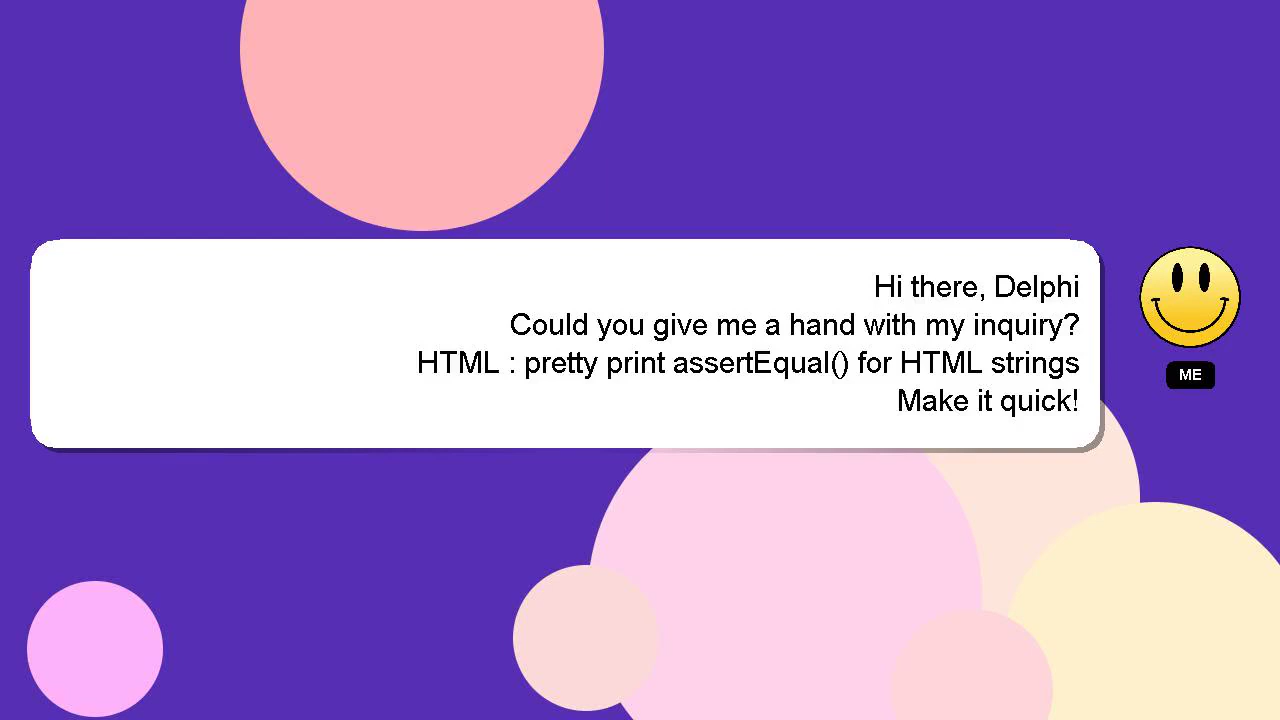 Hi there, Delphi
Could you give me a hand with my inquiry?
HTML : pretty print assertEqual() for HTML strings
Make it quick!
ME